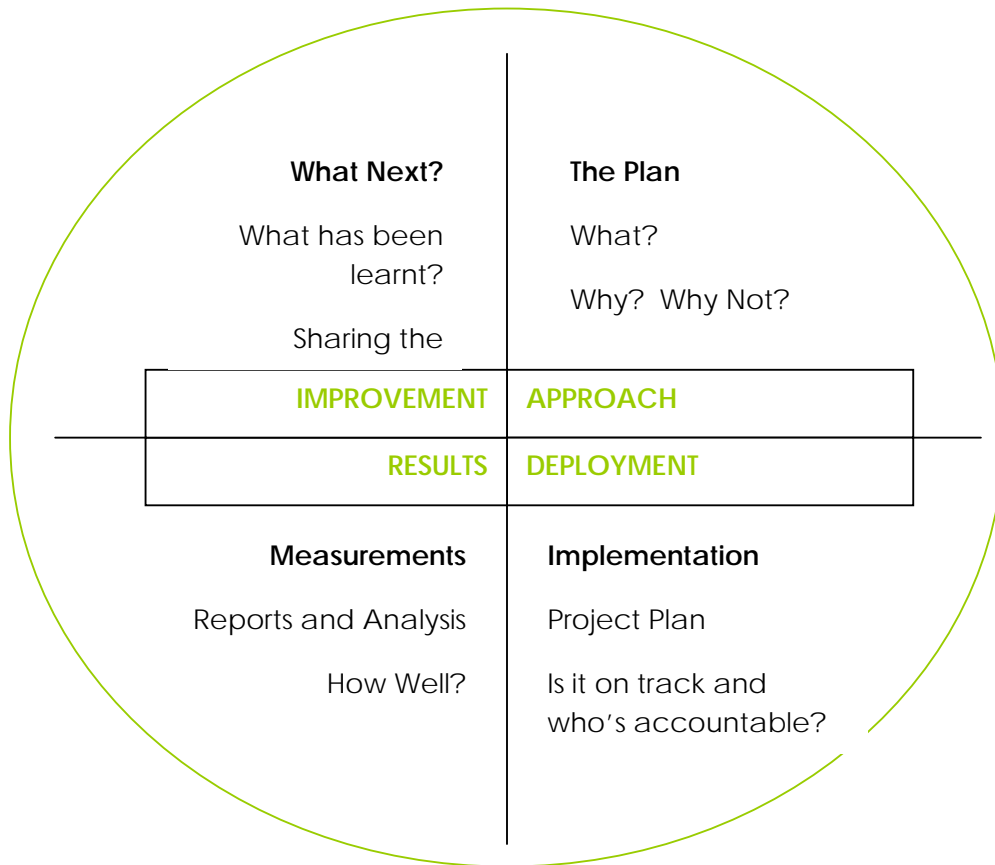 What Next?
What has been
learnt?
Sharing the
The Plan
What?
Why?  Why Not?
IMPROVEMENT
APPROACH
RESULTS
DEPLOYMENT
Measurements
Reports and Analysis
How Well?
Implementation
Project Plan
Is it on track and
who's accountable?